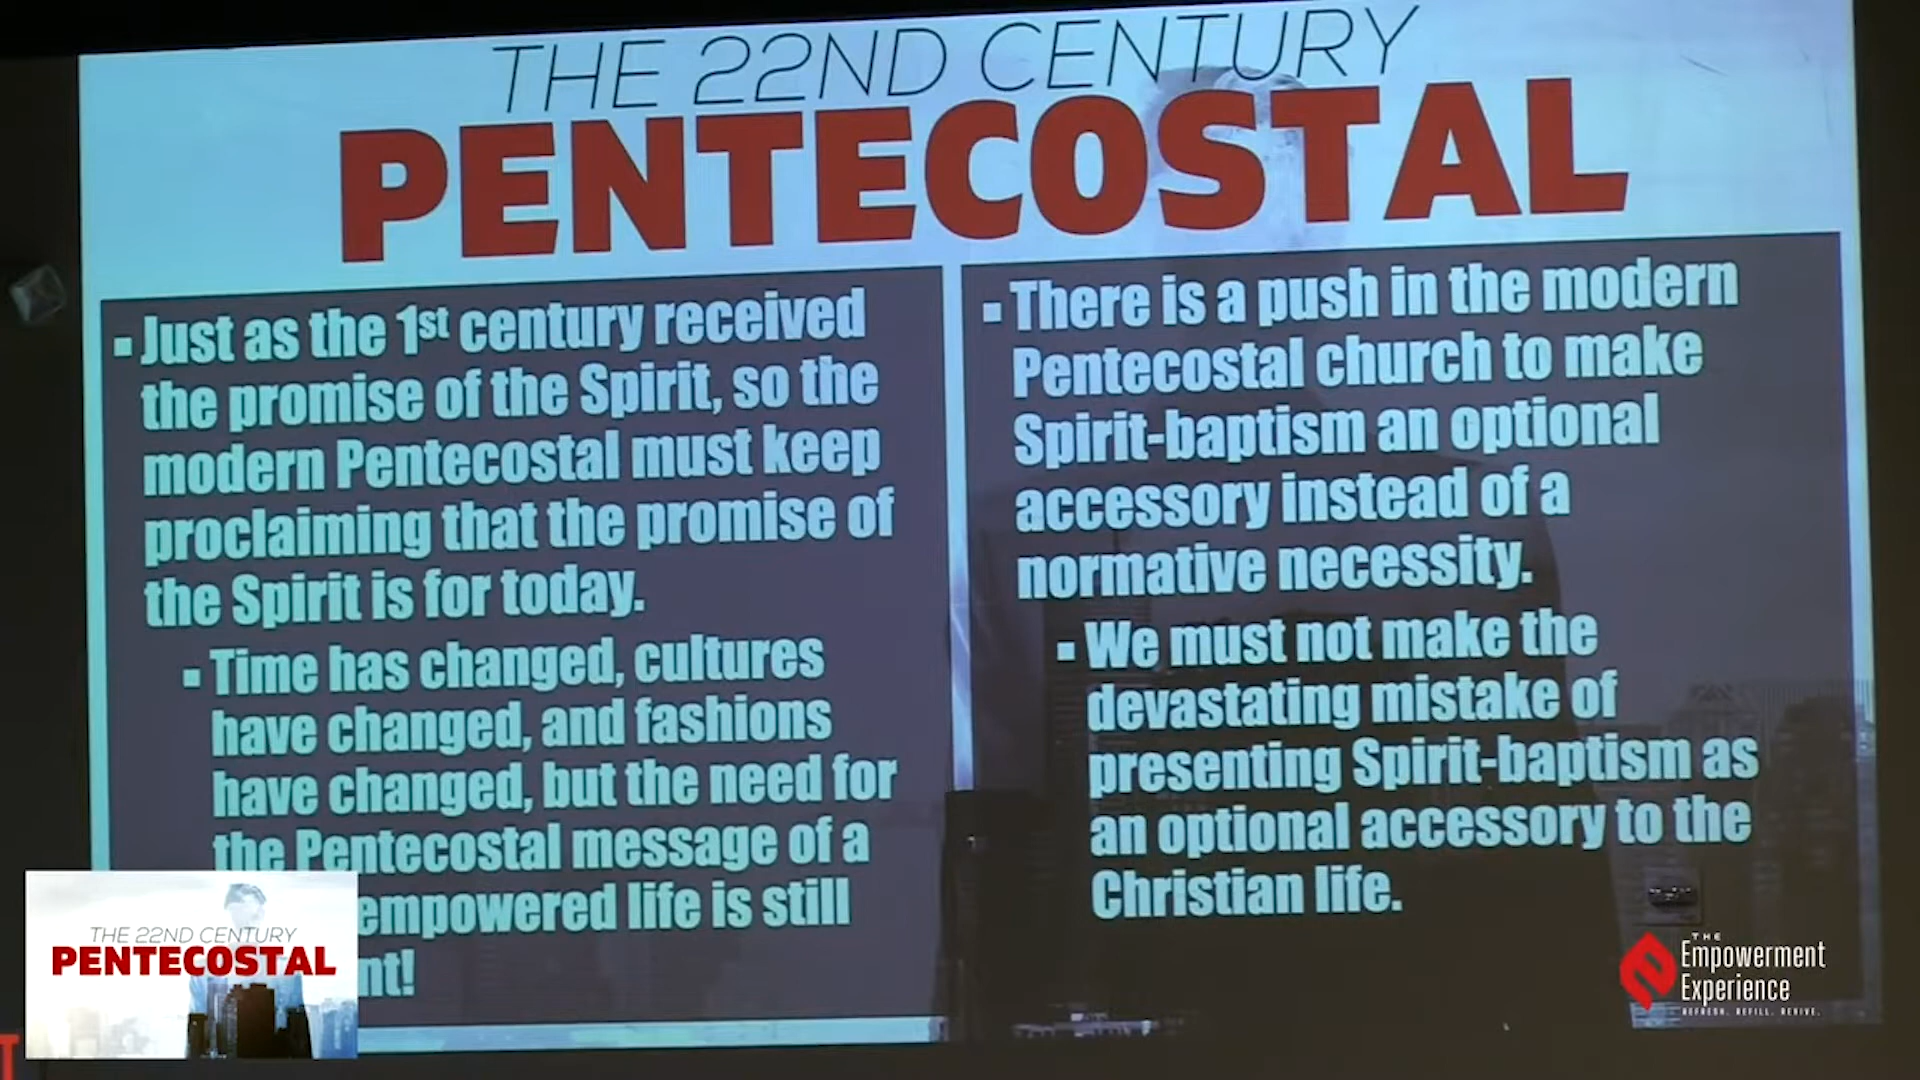 THE 22ND CENTURY
PENTECOSTAL
▪ Just as the 1st century received
the promise of the Spirit, so the
modern Pentecostal must keep
proclaiming that the promise of
the Spirit is for today.
▪ Time has changed, cultures
have changed, and fashions
have changed, but the need for
the Pentecostal message of a
empowered life is still
nt!
▪ There is a push in the modern
Pentecostal church to make
Spirit-baptism an optional
accessory instead of a
normative necessity.
▪ We must not make the
devastating mistake of
presenting Spirit-baptism as
an optional accessory to the
Christian life.
THE 22ND CENTURY
PENTECOSTAL
THE
Empowerment
Experience
REFRESH. REFILL. REVIVE.
T